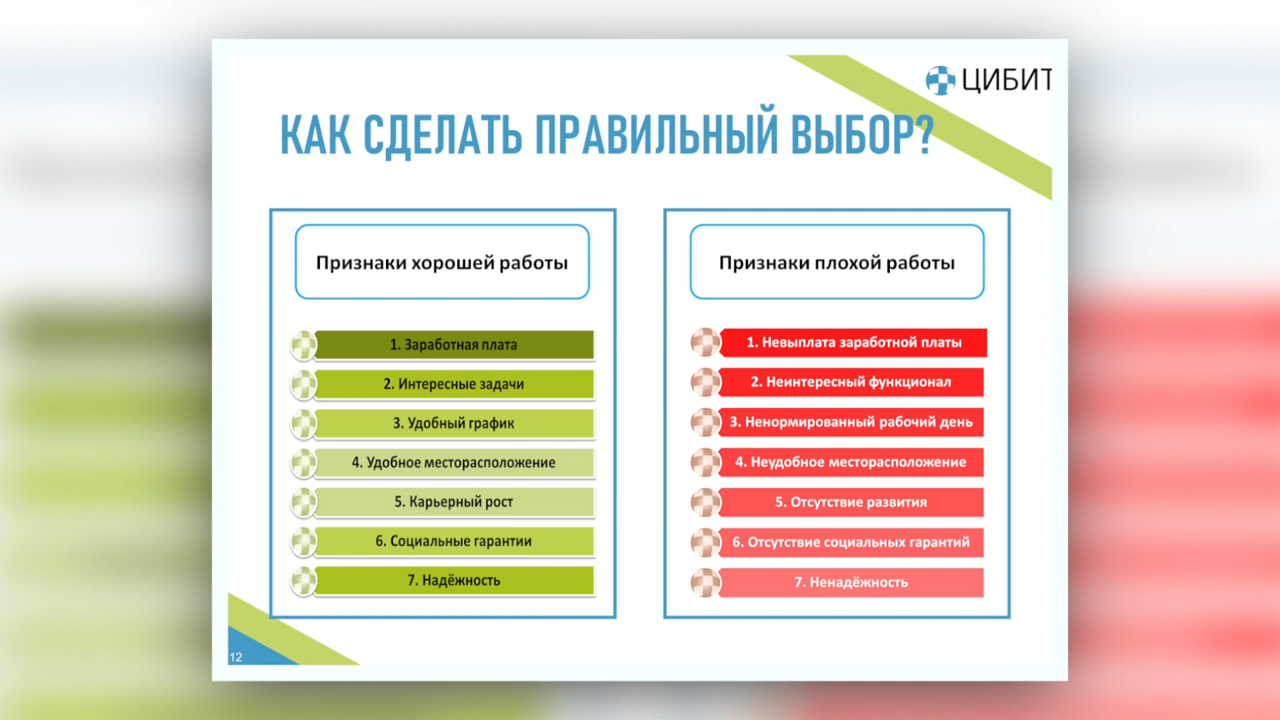 ЦИБИТ
КАК СДЕЛАТЬ ПРАВИЛЬНЫЙ ВЫБОР?
Признаки хорошей работы
1. Заработная плата
2. Интересные задачи
3. Удобный график
4. Удобное месторасположение
5. Карьерный рост
6. Социальные гарантии
7. Надёжность
Признаки плохой работы
1. Невыплата заработной платы
2. Неинтересный функционал
3. Ненормированный рабочий день
4. Неудобное месторасположение
5. Отсутствие развития
6. Отсутствие социальных гарантий
7. Ненадёжность
12